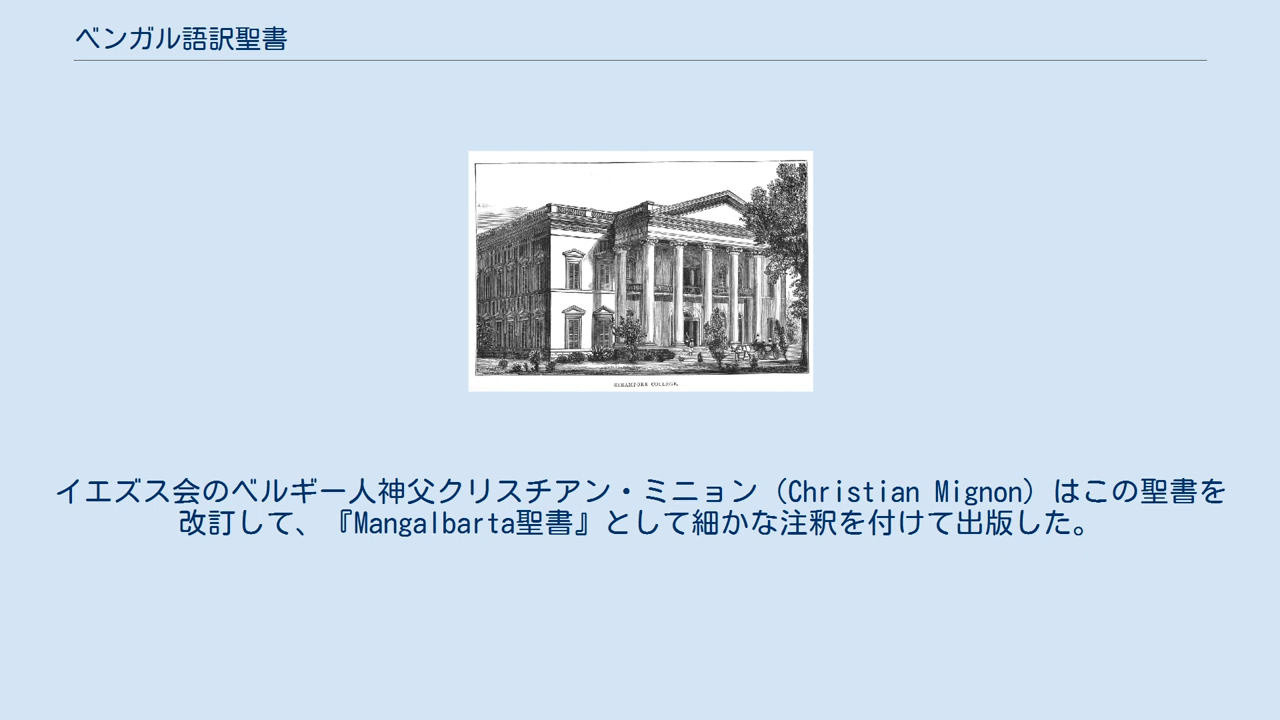 ベンガル語訳聖書
SERAMPORE COLLEGE.
イエズス会のベルギー人神父クリスチアン・ミニョン（Christian Mignon）はこの聖書を
改訂して、『Mangalbarta聖書』として細かな注釈を付けて出版した。